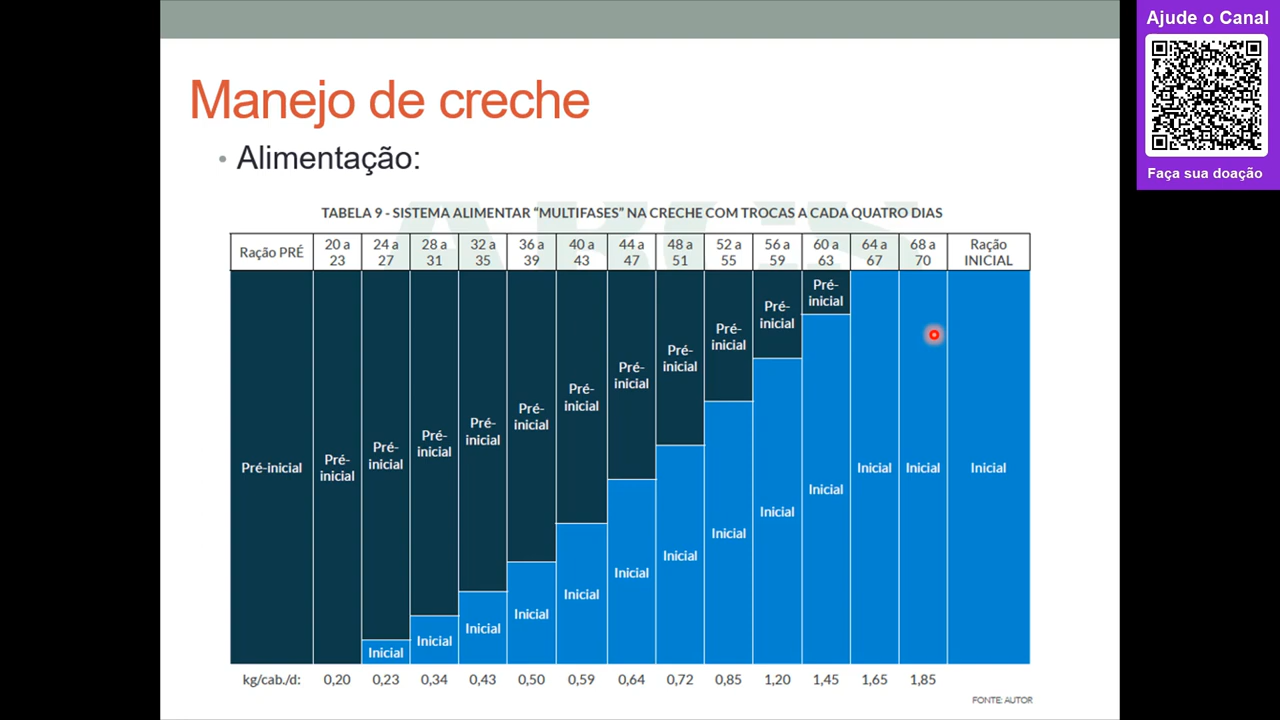 Ajude o Canal
Faça sua doação
Manejo de creche
• Alimentação:
TABELA 9 - SISTEMA ALIMENTAR “MULTIFASES” NA CRECHE COM TROCAS A CADA QUATRO DIAS
Ração PRÉ 20 a 23 24 a 27 28 a 31 32 a 35 36 a 39 40 a 43 44 a 47 48 a 51 52 a 55 56 a 59 60 a 63 64 a 67 68 a 70 Ração INICIAL
Pré-inicial Pré-inicial Pré-inicial Pré-inicial Pré-inicial Pré-inicial Pré-inicial Pré-inicial Pré-inicial Pré-inicial Pré-inicial Pré-inicial
Inicial Inicial Inicial Inicial Inicial Inicial Inicial Inicial Inicial Inicial Inicial Inicial Inicial
kg/cab./d: 0,20 0,23 0,34 0,43 0,50 0,59 0,64 0,72 0,85 1,20 1,45 1,65 1,85
FONTE: AUTOR